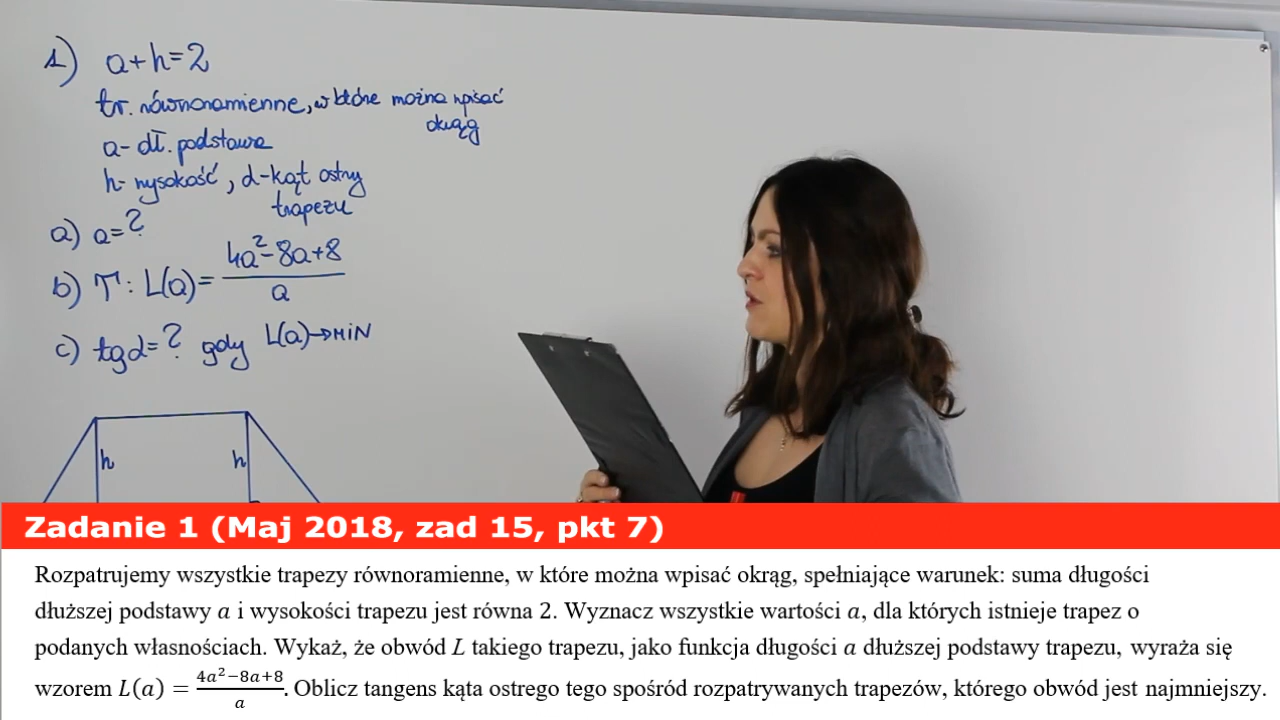 1) a+h=2
tr. równoramienne, w które można wpisać
okrąg
a- dł. podstawa
h- wysokość, α-kąt ostry
trapezu
a) a=?
b) T: L(a)= \frac{4a²-8a+8}{a}
c) tgα=? gdy L(a)→MIN
h h
Zadanie 1 (Maj 2018, zad 15, pkt 7)
Rozpatrujemy wszystkie trapezy równoramienne, w które można wpisać okrąg, spełniające warunek: suma długości
dłuższej podstawy a i wysokości trapezu jest równa 2. Wyznacz wszystkie wartości a, dla których istnieje trapez o
podanych własnościach. Wykaż, że obwód L takiego trapezu, jako funkcja długości a dłuższej podstawy trapezu, wyraża się
wzorem L(a) = \frac{4a²−8a+8}{a}. Oblicz tangens kąta ostrego tego spośród rozpatrywanych trapezów, którego obwód jest najmniejszy.